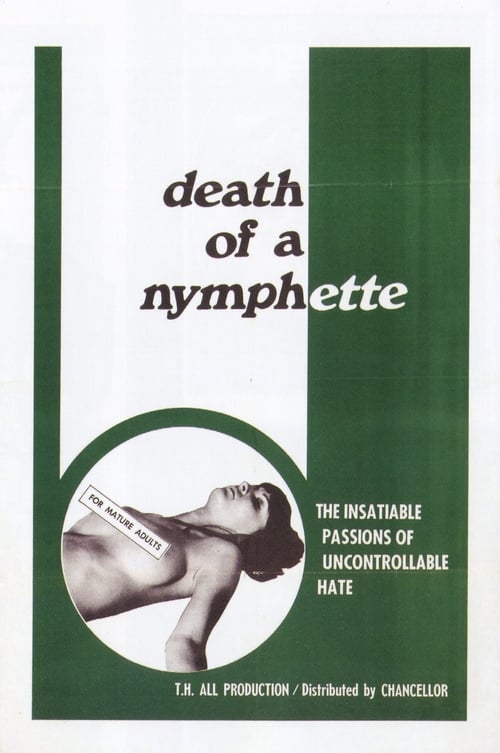 death
of a
nymphette
FOR MATURE ADULTS
THE INSATIABLE
PASSIONS OF
UNCONTROLLABLE
HATE
T.H. ALL PRODUCTION / Distributed by CHANCELLOR